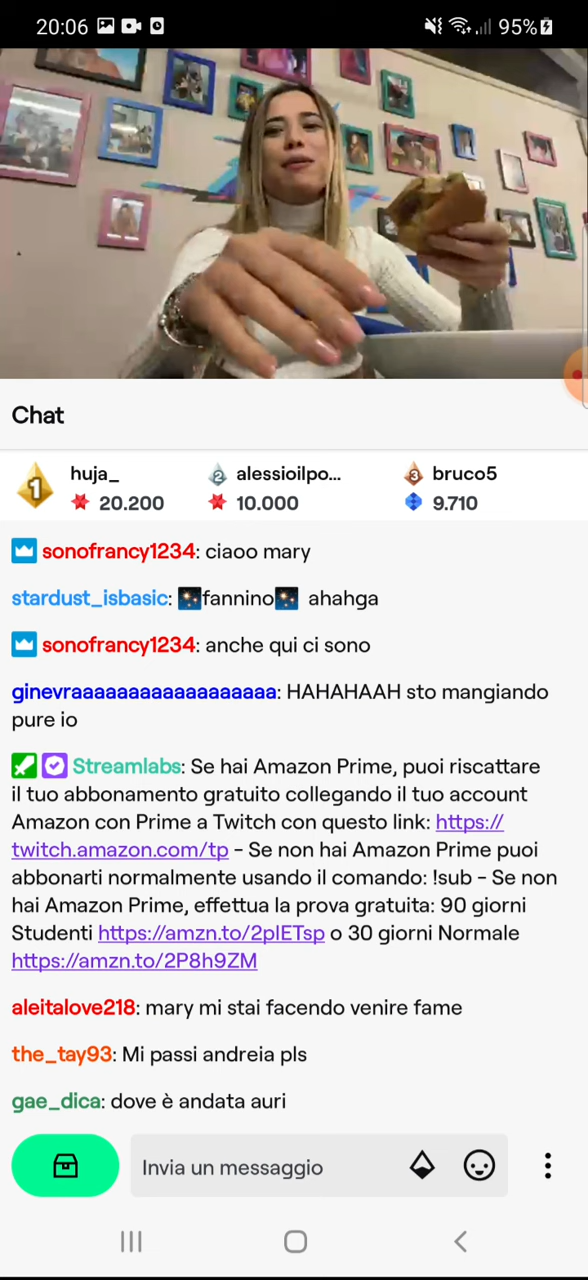 20:06 95%
Chat
1 huja_ 2 alessioilpo... 3 bruco5
20.200 10.000 9.710
sonofrancy1234: ciaoo mary
stardust_isbasic: fannino ahahga
sonofrancy1234: anche qui ci sono
ginevraaaaaaaaaaaaaaaaaa: HAHAHAAH sto mangiando
pure io
Streamlabs: Se hai Amazon Prime, puoi riscattare
il tuo abbonamento gratuito collegando il tuo account
Amazon con Prime a Twitch con questo link: https://
twitch.amazon.com/tp - Se non hai Amazon Prime puoi
abbonarti normalmente usando il comando: !sub - Se non
hai Amazon Prime, effettua la prova gratuita: 90 giorni
Studenti https://amzn.to/2plETsp o 30 giorni Normale
https://amzn.to/2P8h9ZM
aleitalove218: mary mi stai facendo venire fame
the_tay93: Mi passi andreia pls
gae_dica: dove è andata auri
Invia un messaggio